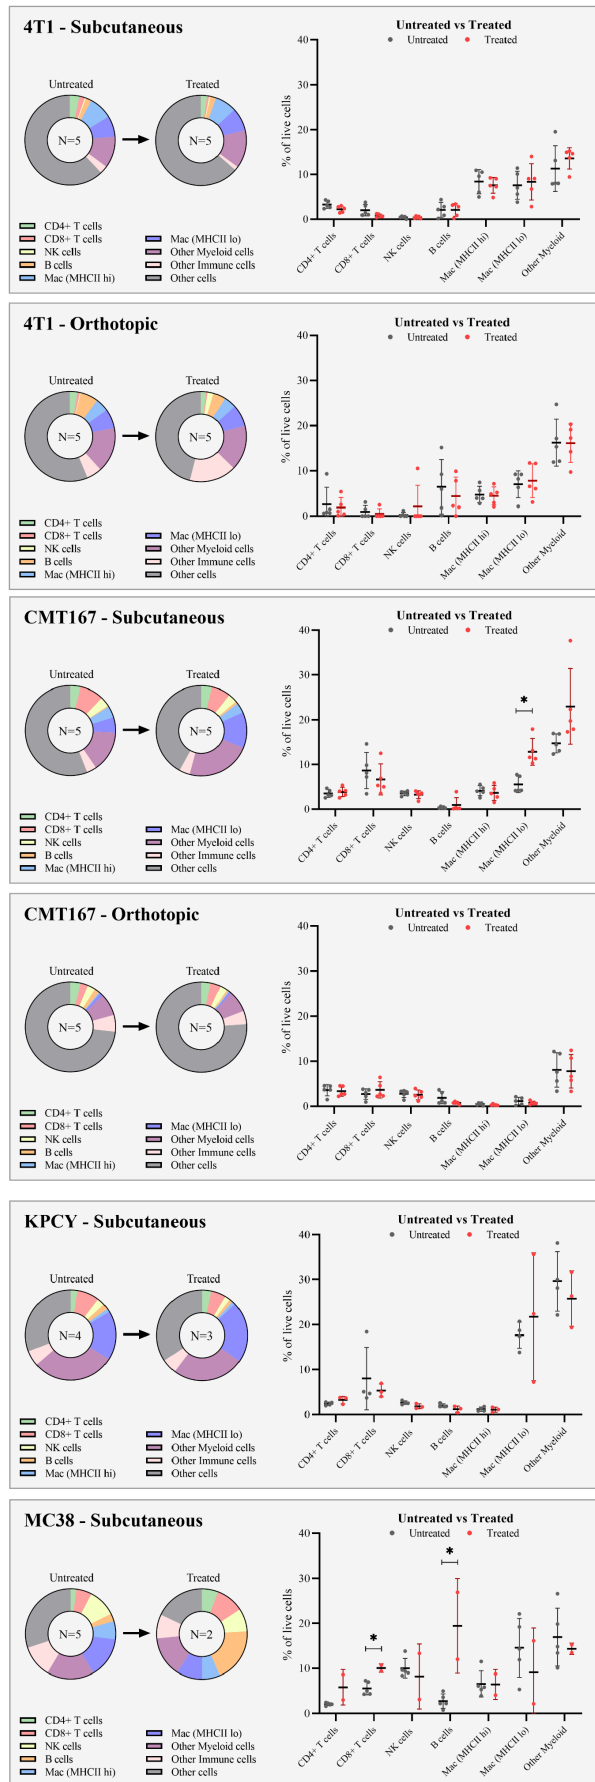 4T1 - Subcutaneous
Untreated
Treated
N=5
N=5
CD4+ T cells
CD8+ T cells
NK cells
B cells
Mac (MHCII hi)
Mac (MHCII lo)
Other Myeloid cells
Other Immune cells
Other cells
Untreated vs Treated
Untreated
Treated
% of live cells
40
30
20
10
0
CD4+ T cells
CD8+ T cells
NK cells
B cells
Mac (MHCII hi)
Mac (MHCII lo)
Other Myeloid
4T1 - Orthotopic
Untreated
Treated
N=5
N=5
CD4+ T cells
CD8+ T cells
NK cells
B cells
Mac (MHCII hi)
Mac (MHCII lo)
Other Myeloid cells
Other Immune cells
Other cells
Untreated vs Treated
Untreated
Treated
% of live cells
40
30
20
10
0
CD4+ T cells
CD8+ T cells
NK cells
B cells
Mac (MHCII hi)
Mac (MHCII lo)
Other Myeloid
CMT167 - Subcutaneous
Untreated
Treated
N=5
N=5
CD4+ T cells
CD8+ T cells
NK cells
B cells
Mac (MHCII hi)
Mac (MHCII lo)
Other Myeloid cells
Other Immune cells
Other cells
Untreated vs Treated
Untreated
Treated
% of live cells
40
30
20
10
0
*
CD4+ T cells
CD8+ T cells
NK cells
B cells
Mac (MHCII hi)
Mac (MHCII lo)
Other Myeloid
CMT167 - Orthotopic
Untreated
Treated
N=5
N=5
CD4+ T cells
CD8+ T cells
NK cells
B cells
Mac (MHCII hi)
Mac (MHCII lo)
Other Myeloid cells
Other Immune cells
Other cells
Untreated vs Treated
Untreated
Treated
% of live cells
40
30
20
10
0
CD4+ T cells
CD8+ T cells
NK cells
B cells
Mac (MHCII hi)
Mac (MHCII lo)
Other Myeloid
KPCY - Subcutaneous
Untreated
Treated
N=4
N=3
CD4+ T cells
CD8+ T cells
NK cells
B cells
Mac (MHCII hi)
Mac (MHCII lo)
Other Myeloid cells
Other Immune cells
Other cells
Untreated vs Treated
Untreated
Treated
% of live cells
40
30
20
10
0
CD4+ T cells
CD8+ T cells
NK cells
B cells
Mac (MHCII hi)
Mac (MHCII lo)
Other Myeloid
MC38 - Subcutaneous
Untreated
Treated
N=5
N=2
CD4+ T cells
CD8+ T cells
NK cells
B cells
Mac (MHCII hi)
Mac (MHCII lo)
Other Myeloid cells
Other Immune cells
Other cells
Untreated vs Treated
Untreated
Treated
% of live cells
40
30
20
10
0
*
*
CD4+ T cells
CD8+ T cells
NK cells
B cells
Mac (MHCII hi)
Mac (MHCII lo)
Other Myeloid